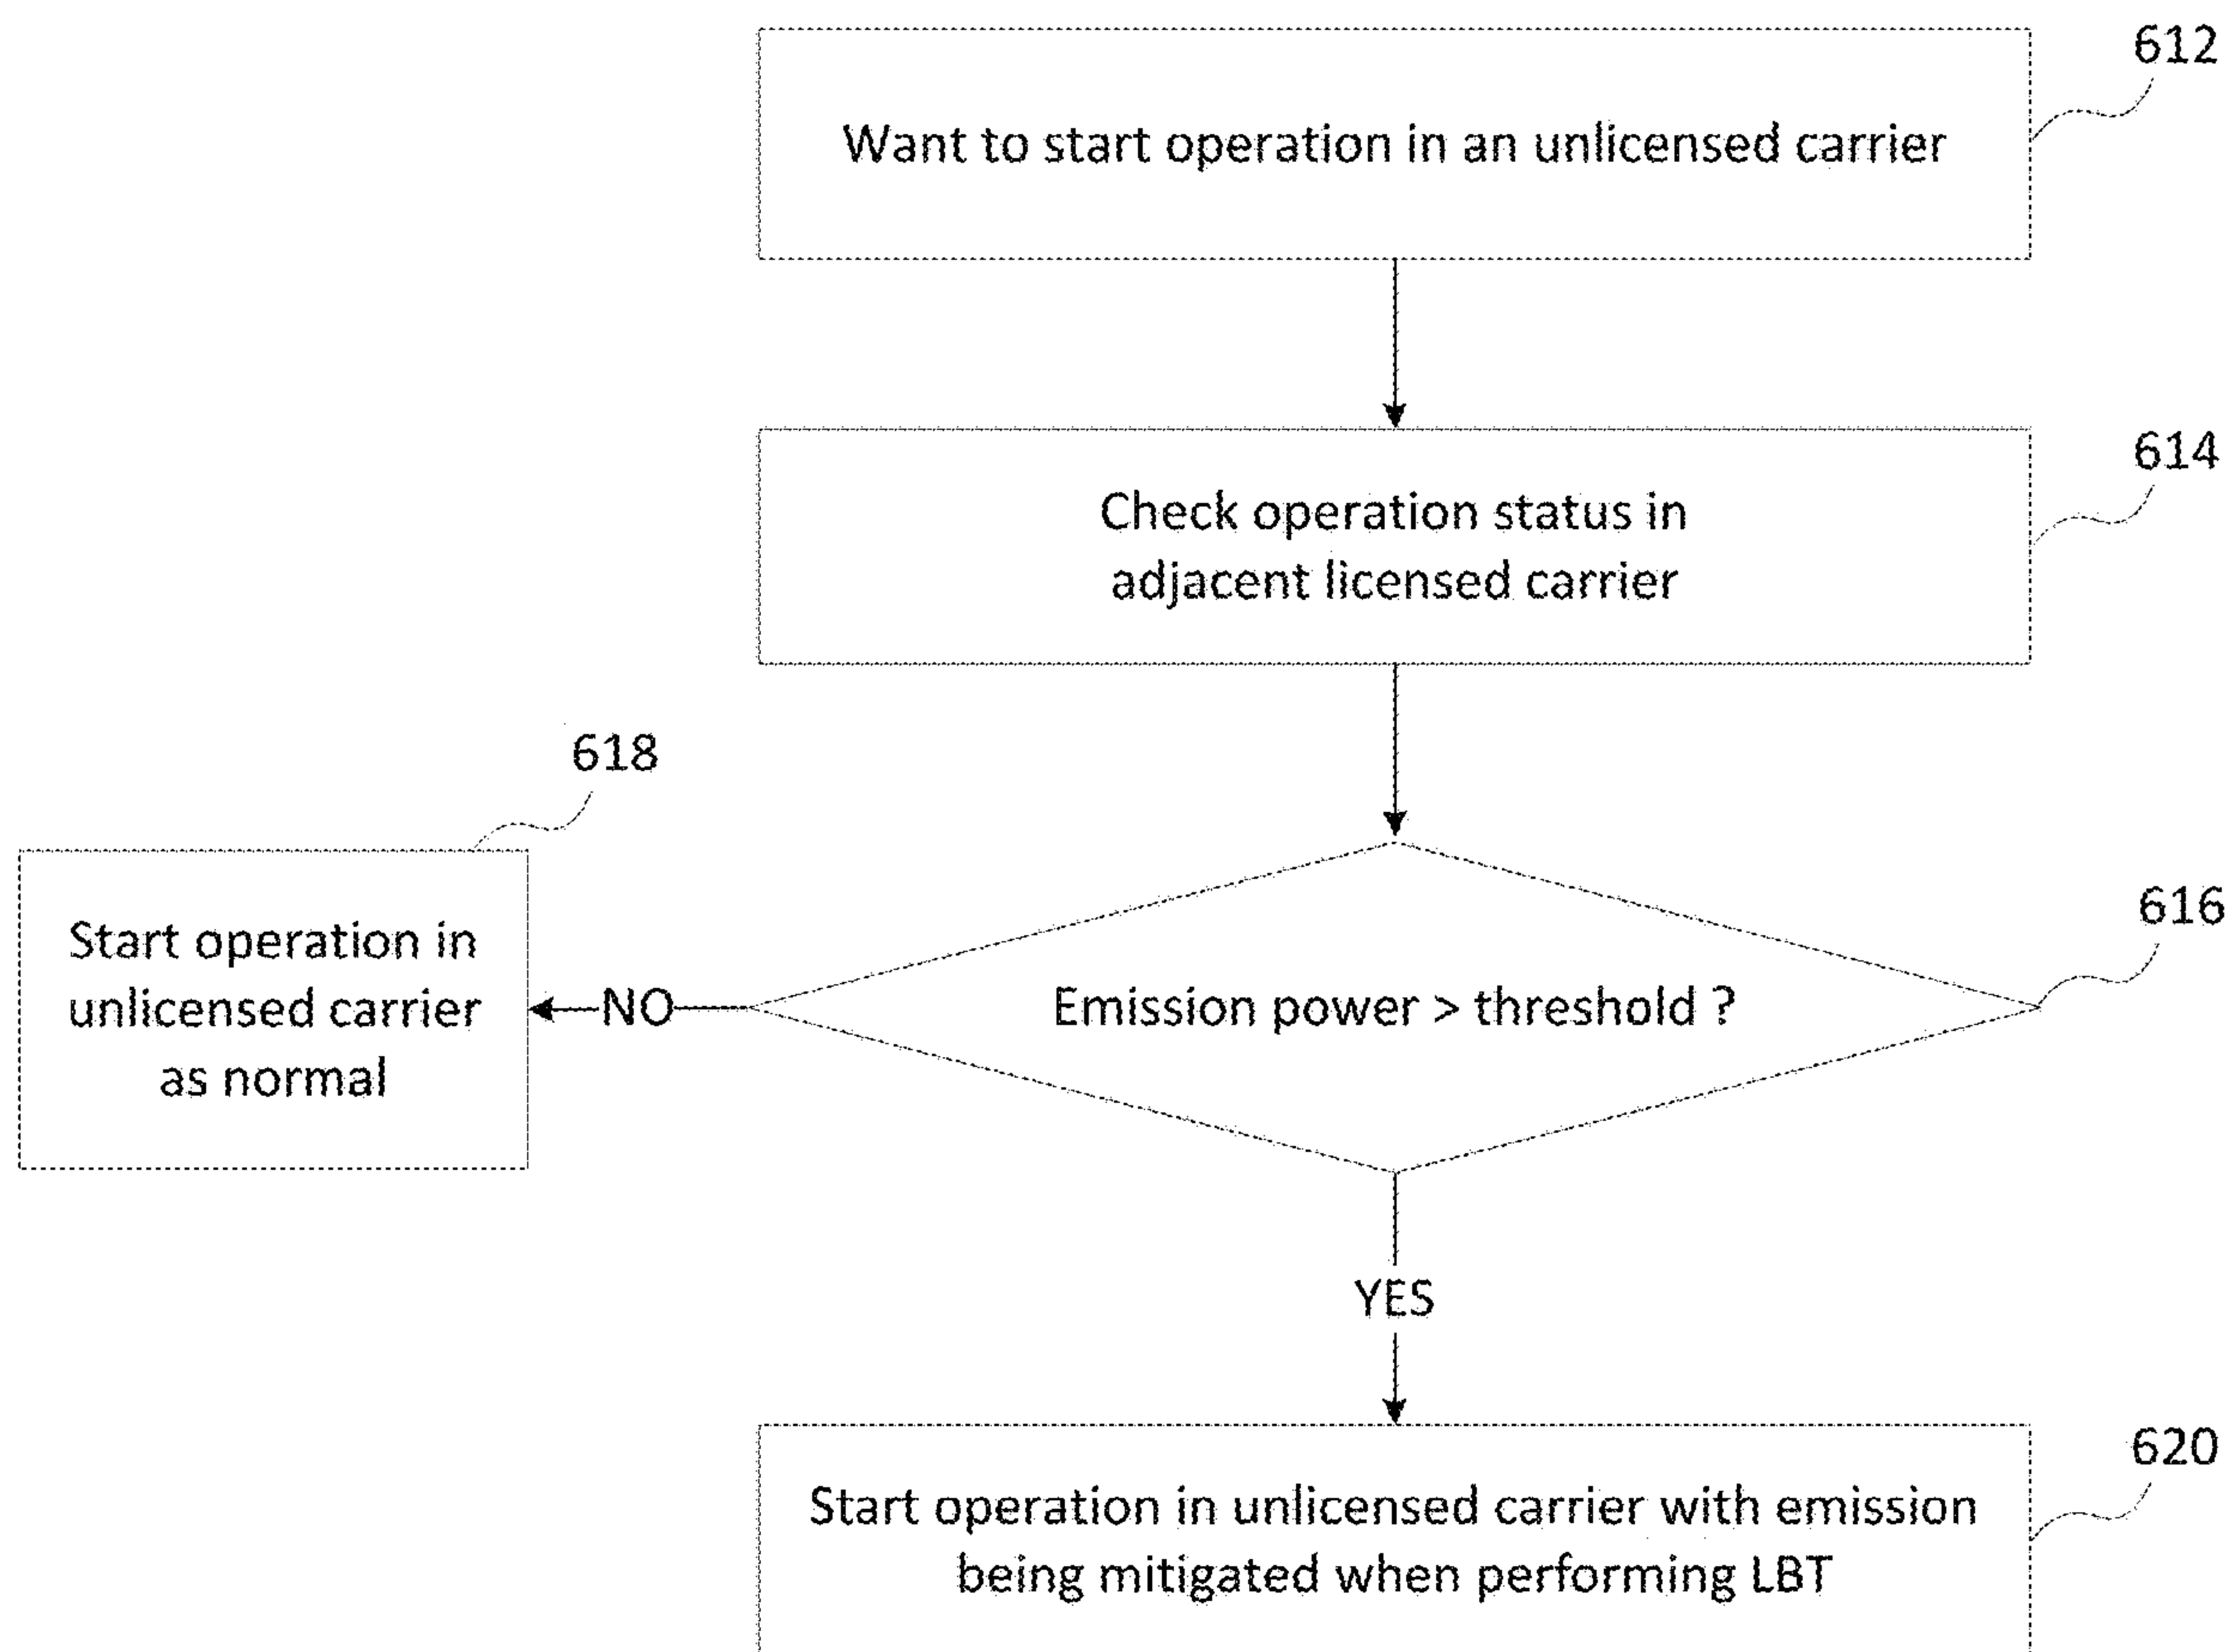 612
Want to start operation in an unlicensed carrier
614
Check operation status in
adjacent licensed carrier
618
616
Start operation in
unlicensed carrier
as normal
NO
Emission power > threshold ?
YES
620
Start operation in unlicensed carrier with emission
being mitigated when performing LBT